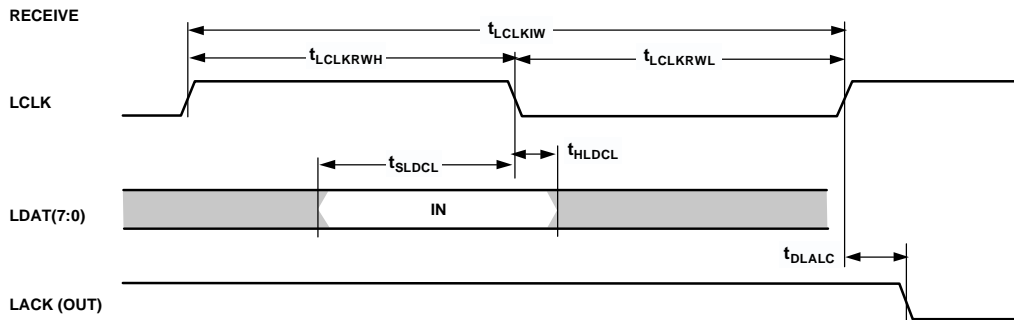 RECEIVE
tLCLKIW
tLCLKRWH
tLCLKRWL
LCLK
tSLDCL
tHLDCL
LDAT(7:0)
IN
tDLALC
LACK (OUT)